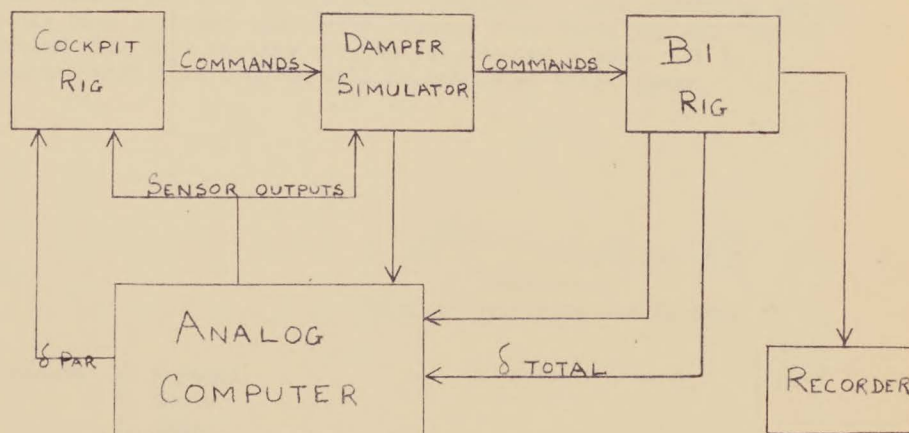 COCKPIT
RIG
COMMANDS
DAMPER
SIMULATOR
COMMANDS
B1
RIG
SENSOR OUTPUTS
ANALOG
COMPUTER
δ PAR
δ TOTAL
RECORDER